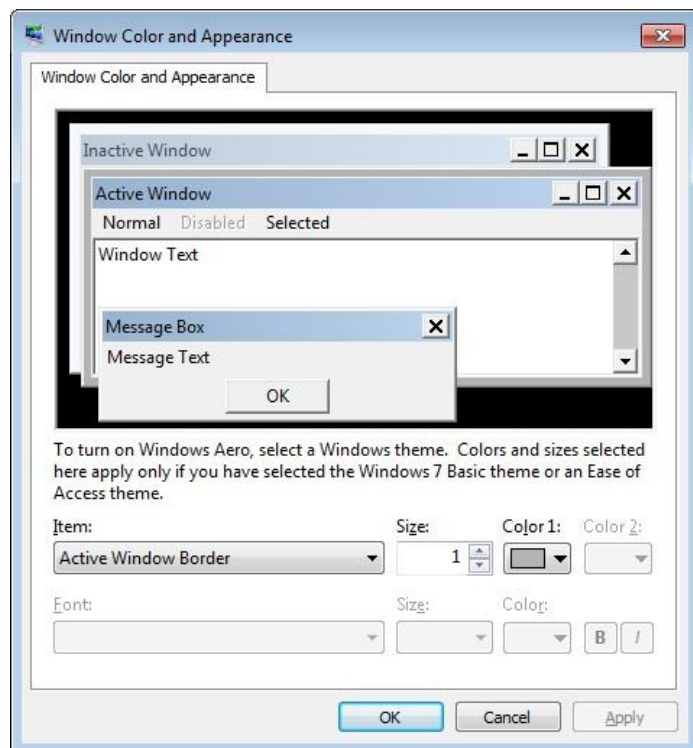 Window Color and Appearance
Window Color and Appearance
Inactive Window
Active Window
Normal Disabled Selected
Window Text
Message Box
Message Text
OK
To turn on Windows Aero, select a Windows theme. Colors and sizes selected
here apply only if you have selected the Windows 7 Basic theme or an Ease of
Access theme.
Item: Size: Color 1: Color 2:
Active Window Border 1
Font: Size: Color:
B I
OK Cancel Apply